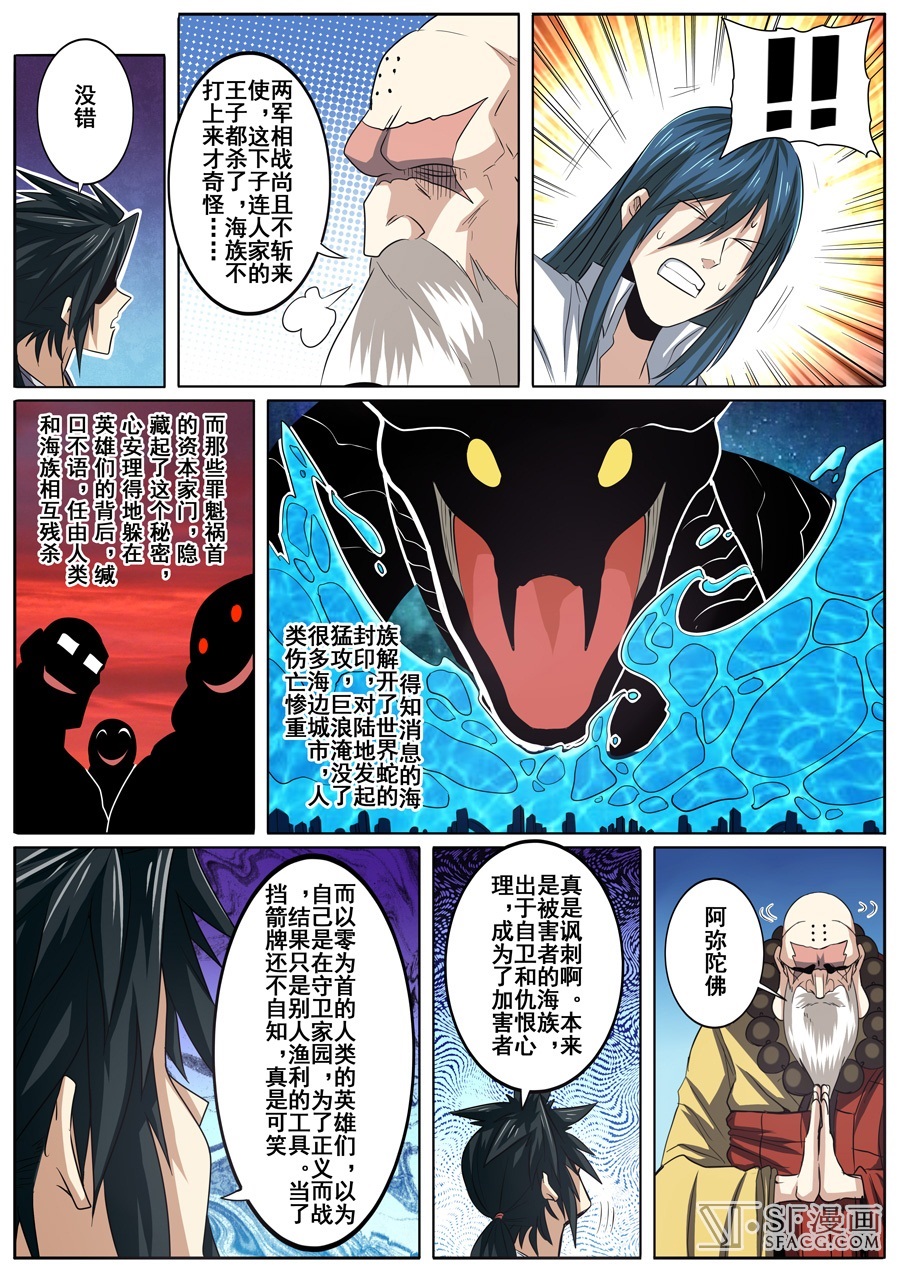 !!
两军相战尚且不斩来
使，这下子连人家的
王子都杀了，海族不
打上来才奇怪……
没错
得知消息的海
族解开了世界蛇的
封印，对陆地发起
猛攻，巨浪淹没了
很多海边城市，人
类伤亡惨重
而那些罪魁祸首
的资本家门，隐
藏起了这个秘密，
心安理得地躲在
英雄们的背后，缄
口不语，任由人类
和海族相互残杀
阿弥陀佛
真是讽刺啊。本来
是被害者的海族，
出于自卫和仇恨心
理，成为了加害者
而以零为首的人类的英雄们，以为
自己是在守卫家园，为了正义而战
，结果只是别人渔利的工具。当了
挡箭牌还不自知，真是可笑
SF漫画
SFACG.COM